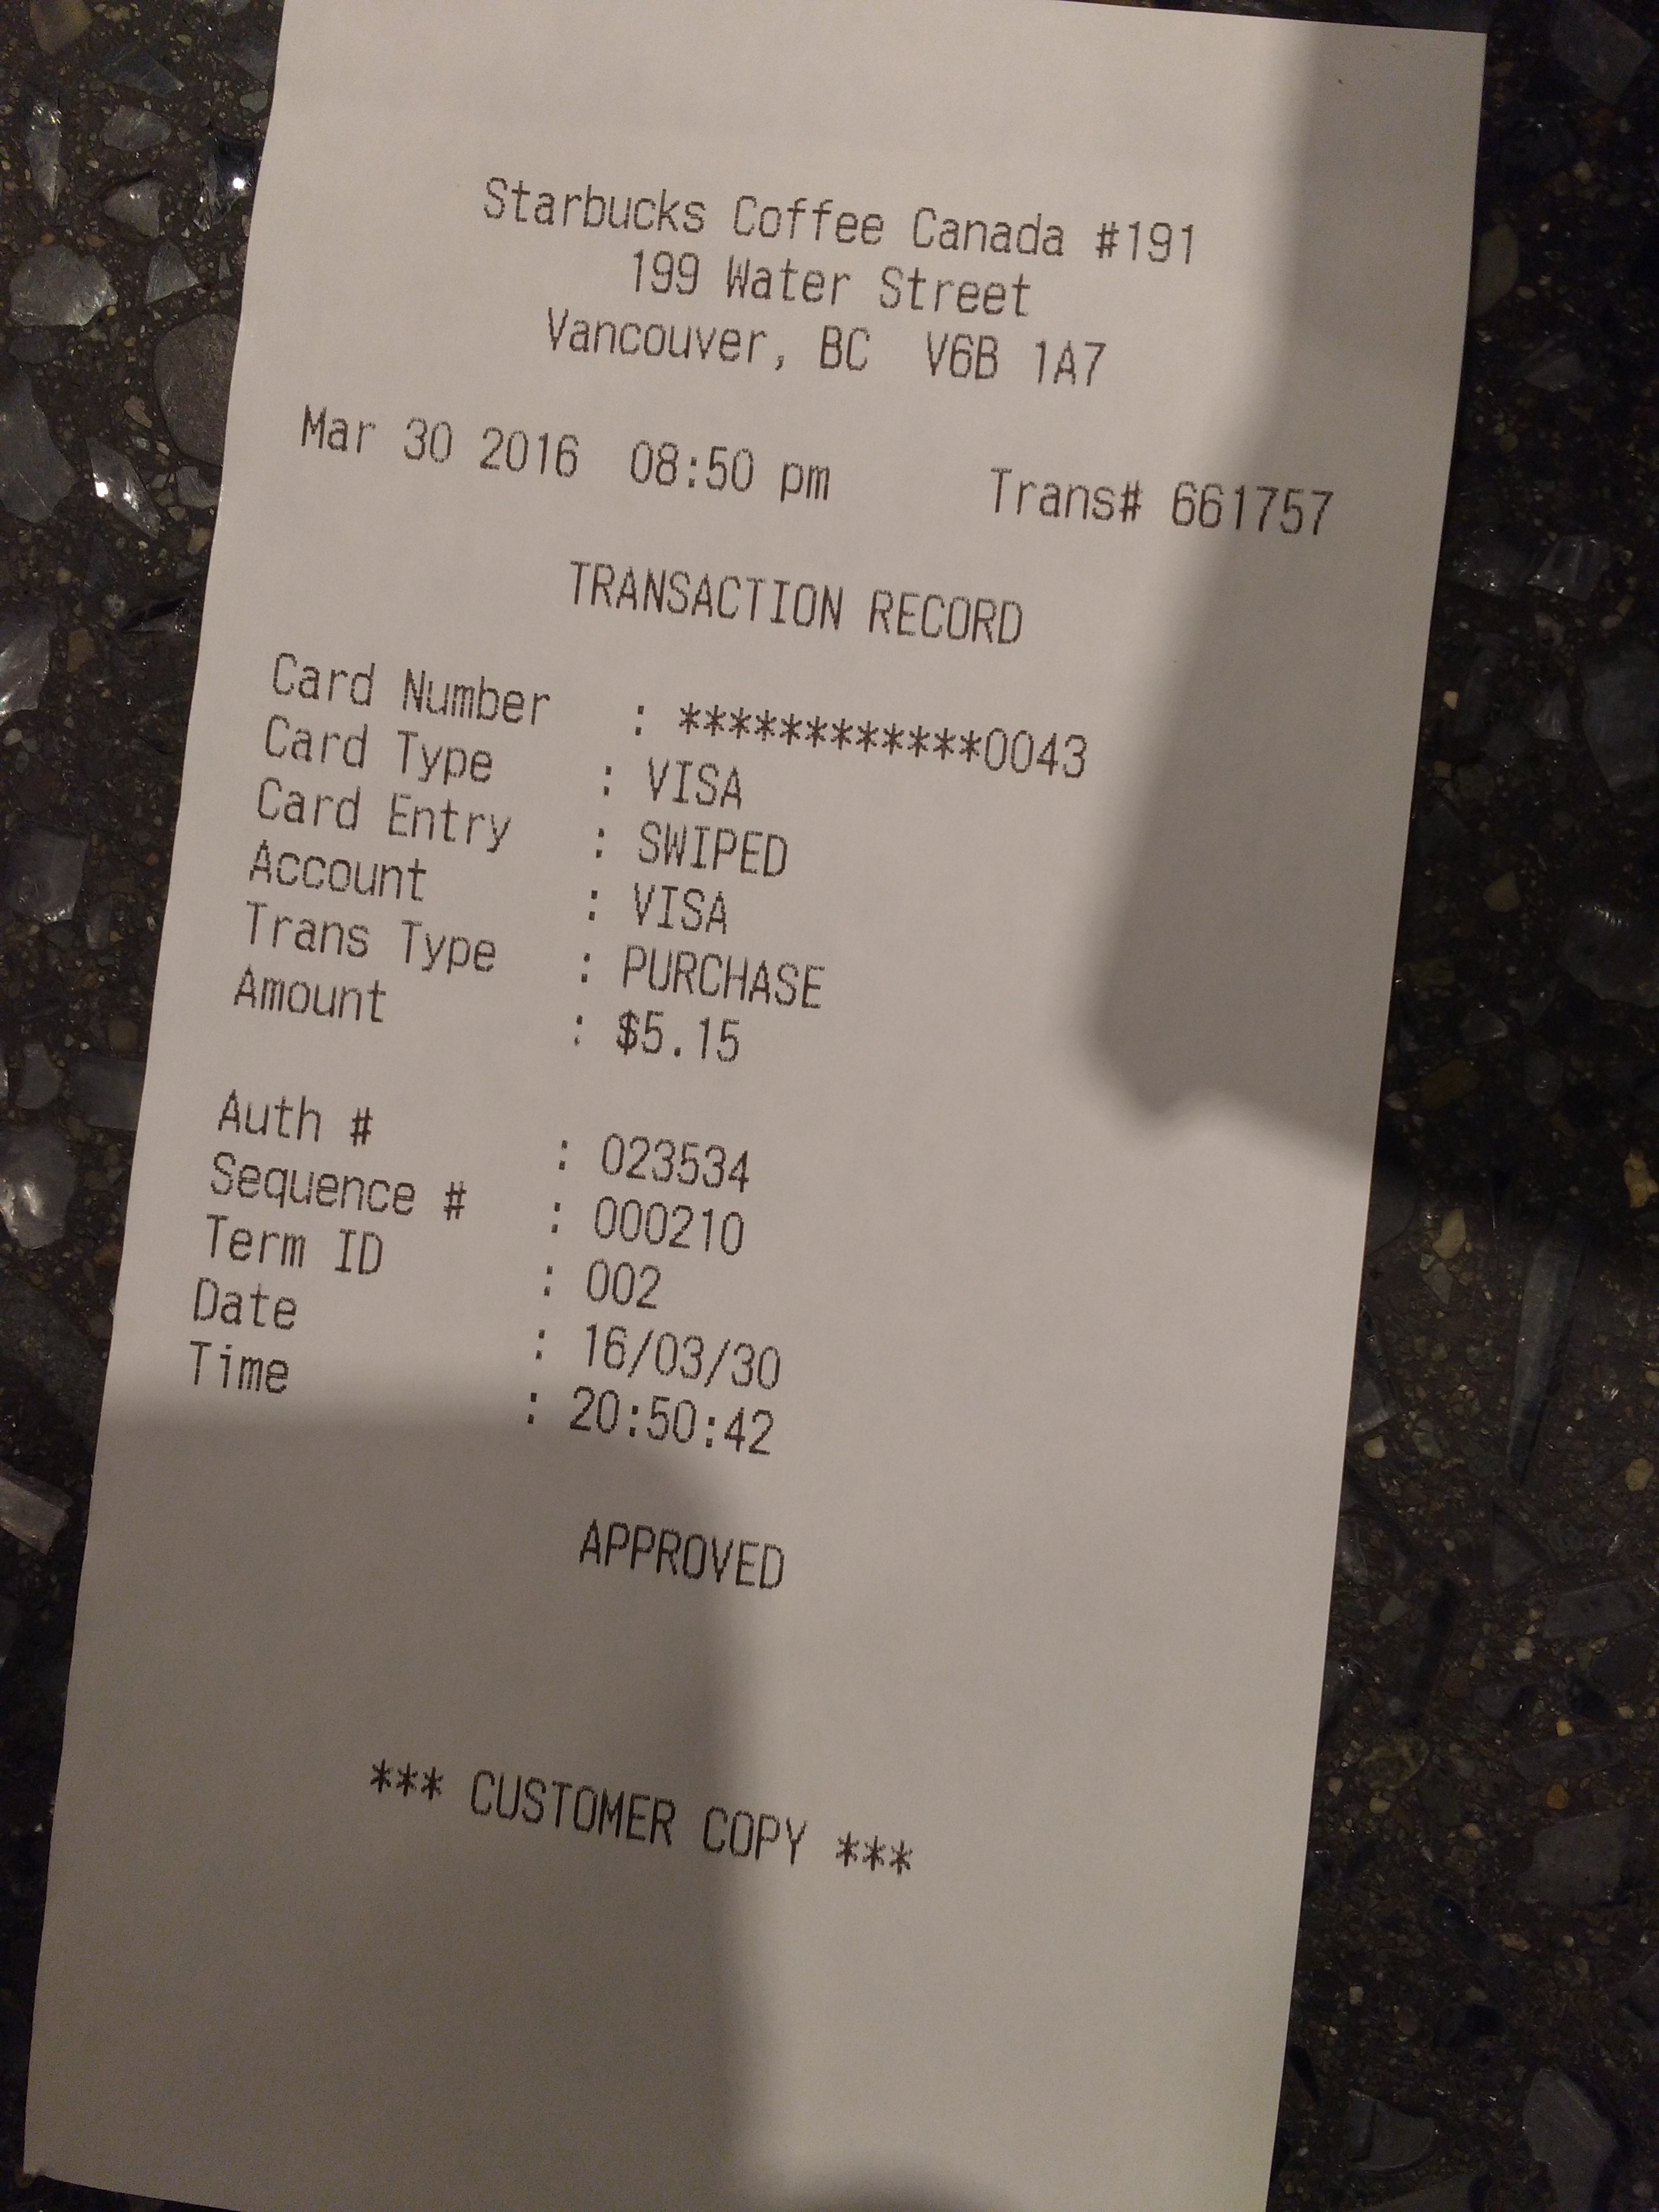 Starbucks Coffee Canada #191
199 Water Street
Vancouver, BC  V6B 1A7
Mar 30 2016  08:50 pm      Trans# 661757
TRANSACTION RECORD
Card Number   : ************0043
Card Type     : VISA
Card Entry    : SWIPED
Account       : VISA
Trans Type    : PURCHASE
Amount        : $5.15
Auth #        : 023534
Sequence #    : 000210
Term ID       : 002
Date          : 16/03/30
Time          : 20:50:42
APPROVED
*** CUSTOMER COPY ***